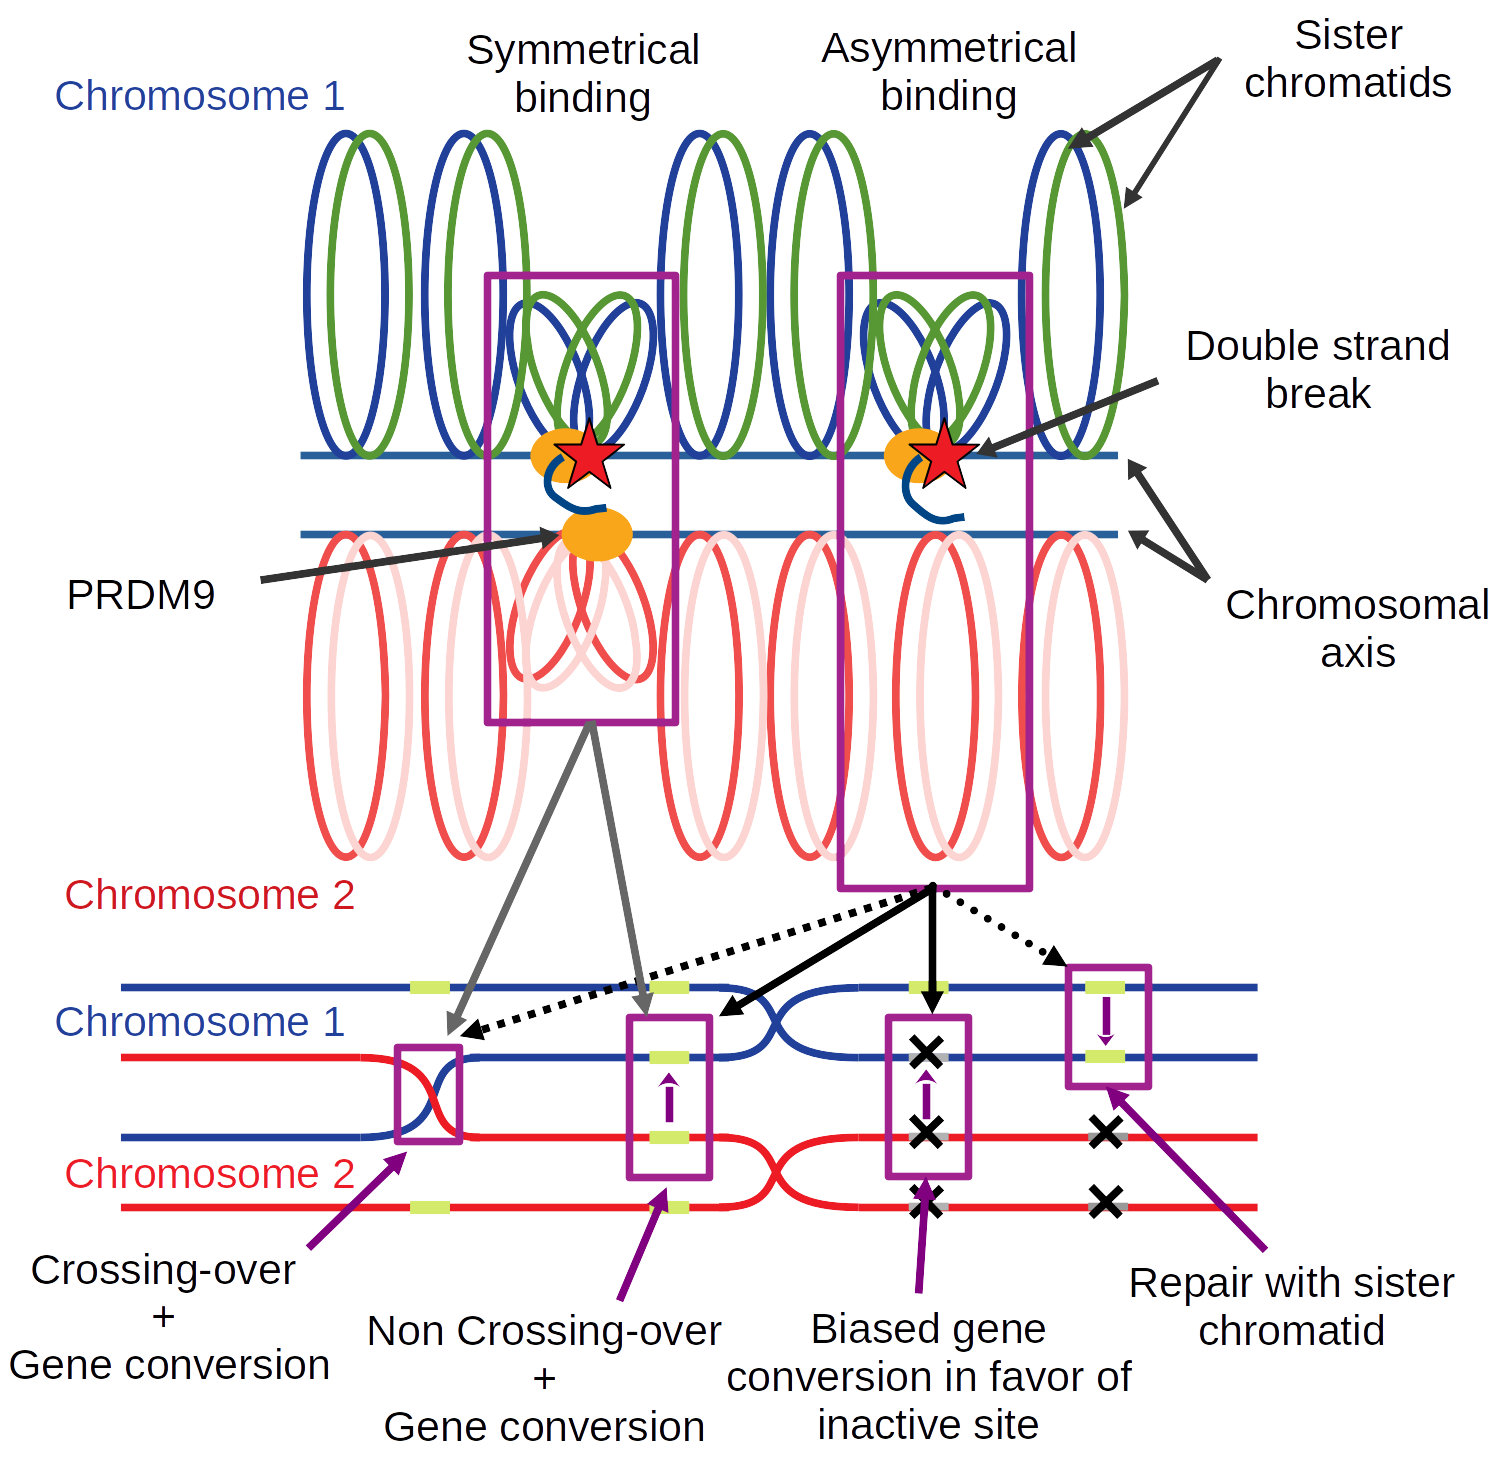 Sister
chromatids
Symmetrical
binding
Asymmetrical
binding
Chromosome 1
Double strand
break
PRDM9
Chromosomal
axis
Chromosome 2
Chromosome 1
Chromosome 2
Crossing-over
+
Gene conversion
Non Crossing-over
+
Gene conversion
Biased gene
conversion in favor of
inactive site
Repair with sister
chromatid